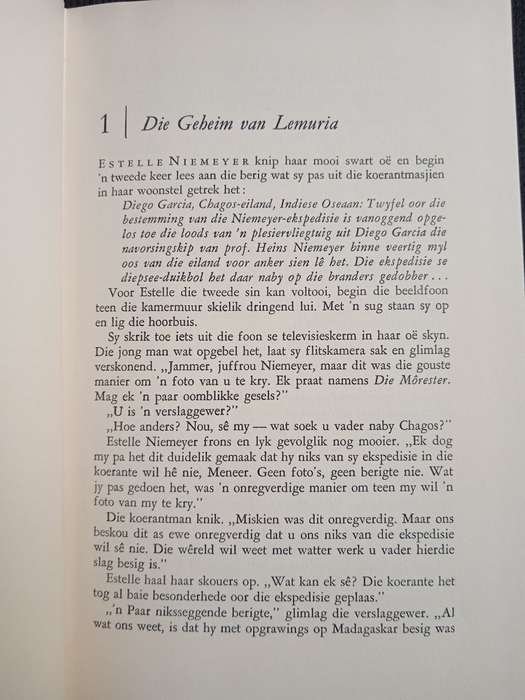 1 | Die Geheim van Lemuria
ESTELLE NIEMEYER knip haar mooi swart oë en begin
'n tweede keer lees aan die berig wat sy pas uit die koerantmasjien
in haar woonstel getrek het:
Diego Garcia, Chagos-eiland, Indiese Oseaan: Twyfel oor die
bestemming van die Niemeyer-ekspedisie is vanoggend opge-
los toe die loods van 'n plesiervliegtuig uit Diego Garcia die
navorsingskip van prof. Heins Niemeyer binne veertig myl
oos van die eiland voor anker sien lê het. Die ekspedisie se
diepsee-duikbol het daar naby op die branders gedobber . . .
Voor Estelle die tweede sin kan voltooi, begin die beeldfoon
teen die kamermuur skielik dringend lui. Met 'n sug staan sy op
en lig die hoorbuis.
Sy skrik toe iets uit die foon se televisieskerm in haar oë skyn.
Die jong man wat opgebel het, laat sy flitskamera sak en glimlag
verskonend. „Jammer, juffrou Niemeyer, maar dit was die gouste
manier om 'n foto van u te kry. Ek praat namens Die Môrester.
Mag ek 'n paar oomblikke gesels?”
„U is 'n verslaggewer?”
„Hoe anders? Nou, sê my — wat soek u vader naby Chagos?”
Estelle Niemeyer frons en lyk gevolglik nog mooier. „Ek dog
my pa het dit duidelik gemaak dat hy niks van sy ekspedisie in die
koerante wil hê nie, Meneer. Geen foto's, geen berigte nie. Wat
jy pas gedoen het, was 'n onregverdige manier om teen my wil 'n
foto van my te kry.”
Die koerantman knik. „Miskien was dit onregverdig. Maar ons
beskou dit as ewe onregverdig dat u ons niks van die ekspedisie
wil sê nie. Die wêreld wil weet met watter werk u vader hierdie
slag besig is.”
Estelle haal haar skouers op. „Wat kan ek sê? Die koerante het
tog al baie besonderhede oor die ekspedisie geplaas.”
„'n Paar niksseggende berigte,” glimlag die verslaggewer. „Al
wat ons weet, is dat hy met opgrawings op Madagaskar besig was